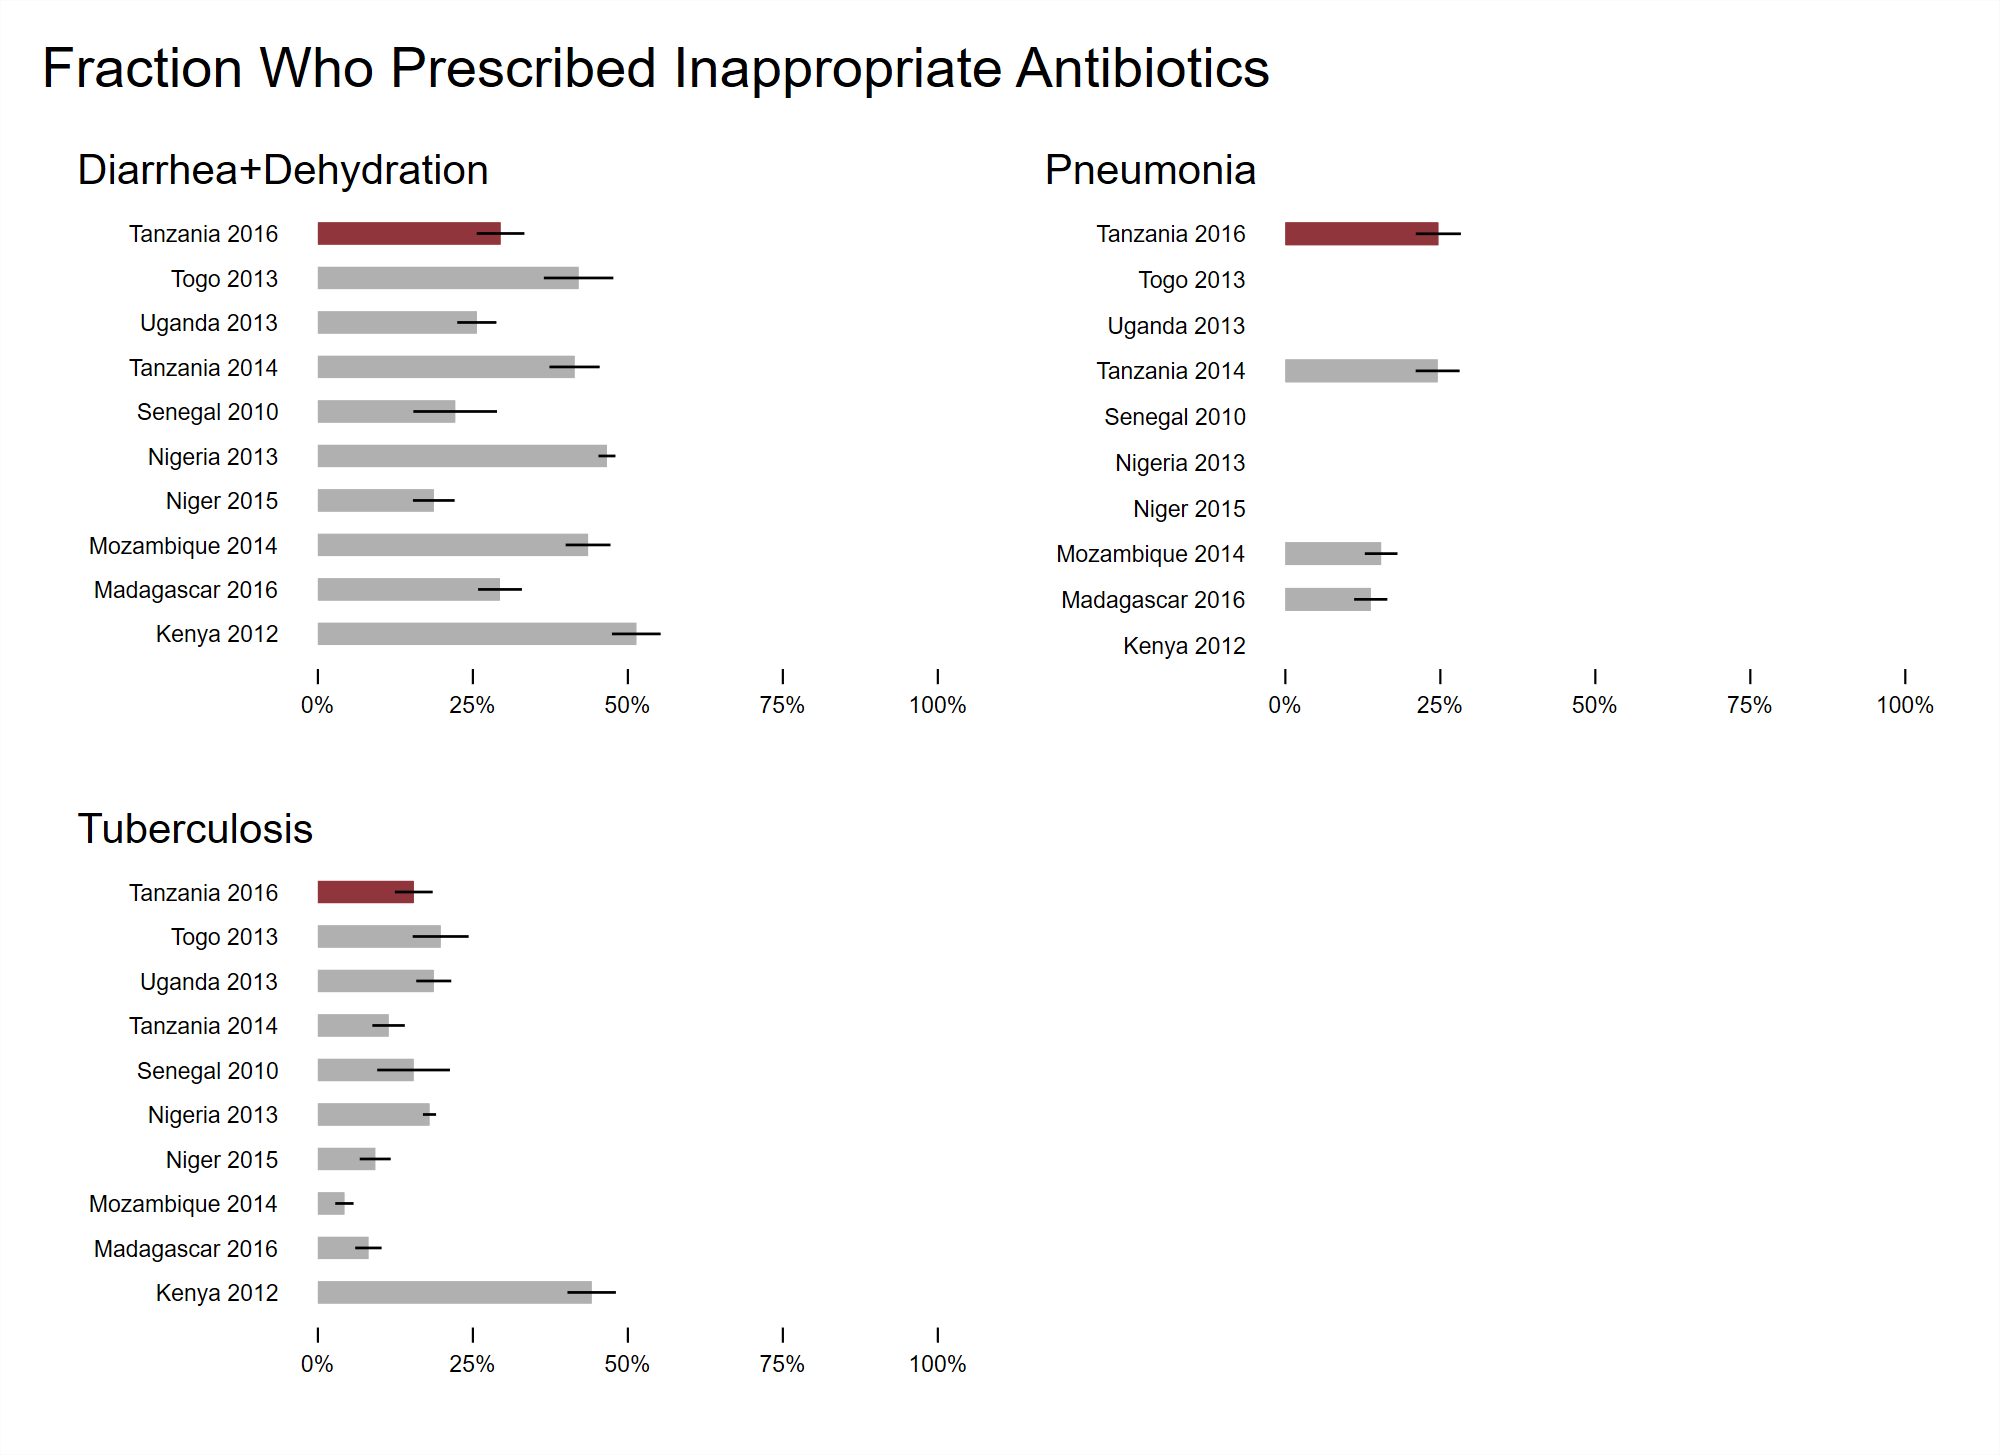 Fraction Who Prescribed Inappropriate Antibiotics
Diarrhea+Dehydration
Tanzania 2016
Togo 2013
Uganda 2013
Tanzania 2014
Senegal 2010
Nigeria 2013
Niger 2015
Mozambique 2014
Madagascar 2016
Kenya 2012
0% 25% 50% 75% 100%
Pneumonia
Tanzania 2016
Togo 2013
Uganda 2013
Tanzania 2014
Senegal 2010
Nigeria 2013
Niger 2015
Mozambique 2014
Madagascar 2016
Kenya 2012
0% 25% 50% 75% 100%
Tuberculosis
Tanzania 2016
Togo 2013
Uganda 2013
Tanzania 2014
Senegal 2010
Nigeria 2013
Niger 2015
Mozambique 2014
Madagascar 2016
Kenya 2012
0% 25% 50% 75% 100%